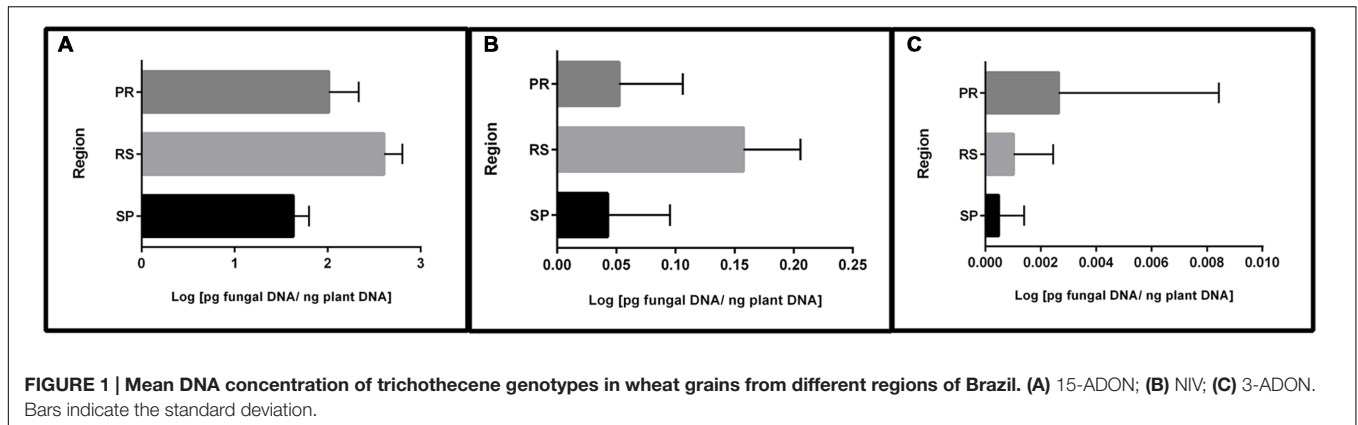 A
PR
RS
SP
Region
0 1 2 3
Log [pg fungal DNA/ ng plant DNA]
B
PR
RS
SP
Region
0.00 0.05 0.10 0.15 0.20 0.25
Log [pg fungal DNA/ ng plant DNA]
C
PR
RS
SP
Region
0.000 0.002 0.004 0.006 0.008 0.010
Log [pg fungal DNA/ ng plant DNA]
FIGURE 1 | Mean DNA concentration of trichothecene genotypes in wheat grains from different regions of Brazil. (A) 15-ADON; (B) NIV; (C) 3-ADON.
Bars indicate the standard deviation.